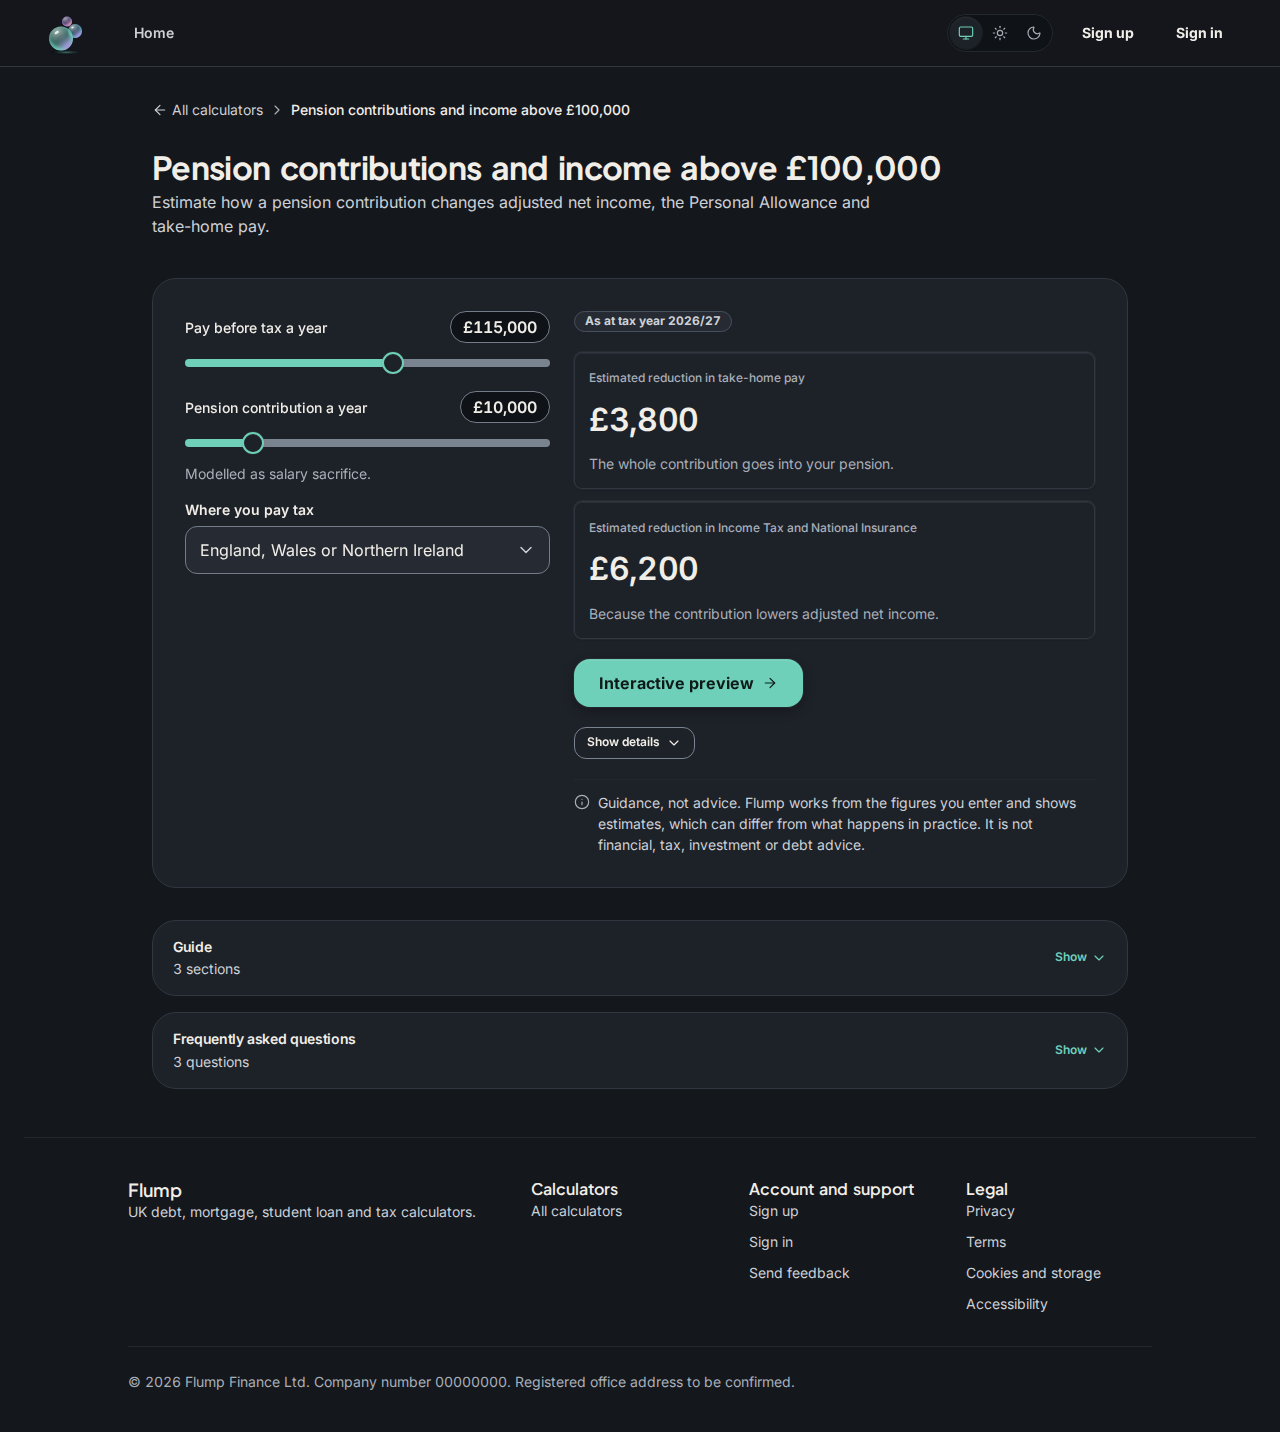 Home
Sign up
Sign in
All calculators
Pension contributions and income above £100,000
Pension contributions and income above £100,000
Estimate how a pension contribution changes adjusted net income, the Personal Allowance and
take-home pay.
Pay before tax a year
£115,000
Pension contribution a year
£10,000
Modelled as salary sacrifice.
Where you pay tax
England, Wales or Northern Ireland
As at tax year 2026/27
Estimated reduction in take-home pay
£3,800
The whole contribution goes into your pension.
Estimated reduction in Income Tax and National Insurance
£6,200
Because the contribution lowers adjusted net income.
Interactive preview
Show details
Guidance, not advice. Flump works from the figures you enter and shows
estimates, which can differ from what happens in practice. It is not
financial, tax, investment or debt advice.
Guide
3 sections
Show
Frequently asked questions
3 questions
Show
Flump
UK debt, mortgage, student loan and tax calculators.
Calculators
All calculators
Account and support
Sign up
Sign in
Send feedback
Legal
Privacy
Terms
Cookies and storage
Accessibility
© 2026 Flump Finance Ltd. Company number 00000000. Registered office address to be confirmed.